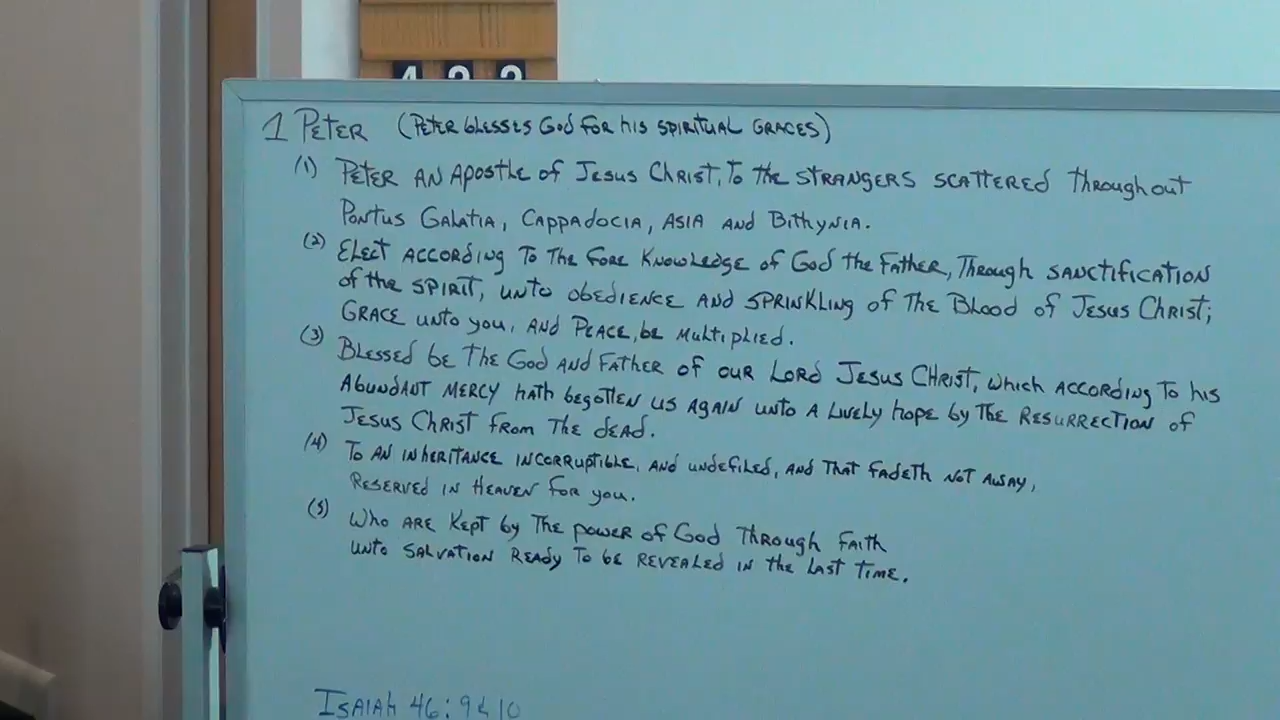 4 2 2
1 PETER (PETER blesses God for his SPIRITUAL GRACES)
(1) PETER AN Apostle of Jesus Christ, To the STRANGERS SCATTERED Throughout
Pontus Galatia, CAPPADOCIA, ASIA AND BithyNIA.
(2) Elect ACCORDING To The fore Knowledge of God the FATher, Through SANCTIFICATION
of the SPIRIT, unto obedience AND SPRINKLING of The Blood of Jesus Christ;
GRACE unto you, AND PEACE, be multiplied.
(3) Blessed be The God AND Father of our Lord Jesus Christ, which ACCORDING To his
Abundant MERCY hath begotten us AGAIN unto A Lively hope by The RESURRECTION of
Jesus Christ from The dead.
(4) To AN INheritance INCORRUPTIBLE, AND undefiled, AND That fadeth NOT AWAY,
Reserved IN HEAVEN for you.
(5) Who ARE Kept by The power of God Through Faith
unto SALVATION READY To be REVEALED IN the LAST TIME.
ISAIAH 46: 9 & 10